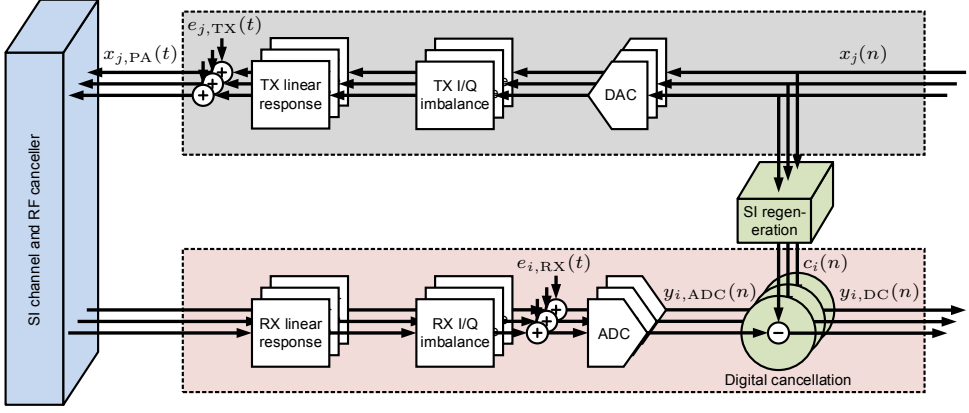 e_{j,TX}(t)
x_{j,PA}(t)
x_j(n)
TX linear
response
TX I/Q
imbalance
DAC
SI channel and RF canceller
SI regen-
eration
e_{i,RX}(t)
c_i(n)
y_{i,ADC}(n)
y_{i,DC}(n)
RX linear
response
RX I/Q
imbalance
ADC
Digital cancellation